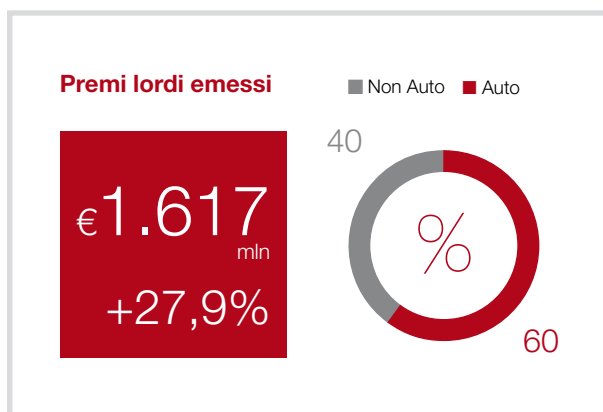 Premi lordi emessi
€1.617
mln
+27,9%
Non Auto Auto
40
%
60